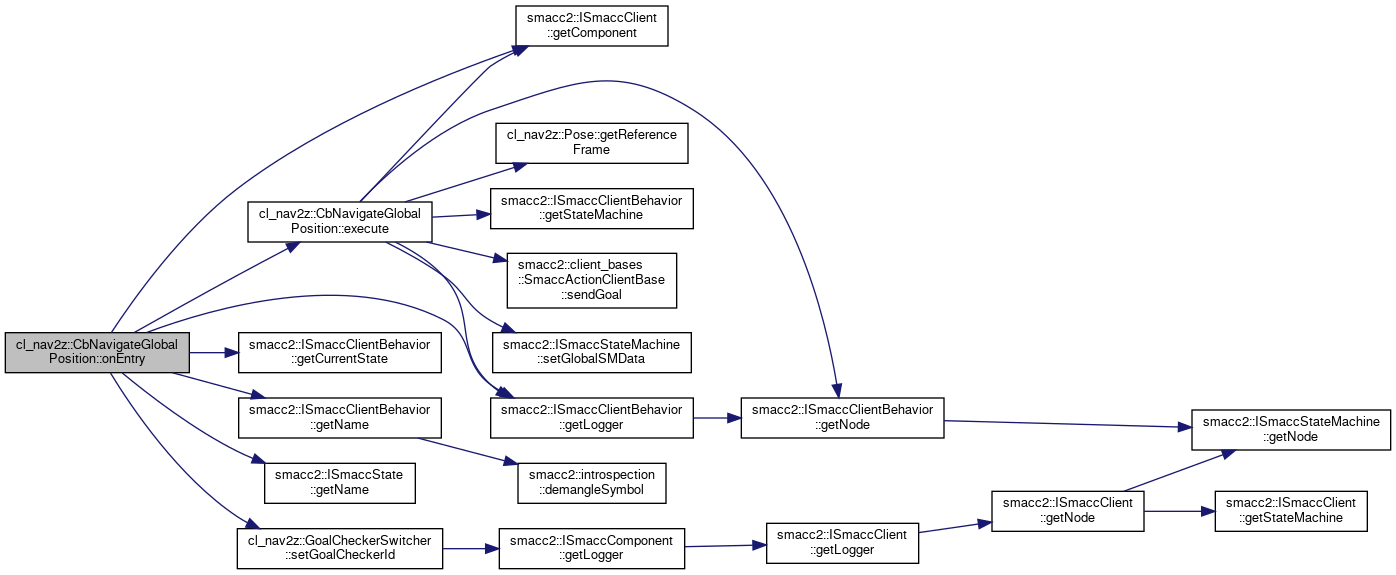 smacc2::ISmaccClient
::getComponent
cl_nav2z::Pose::getReference
Frame
smacc2::ISmaccClientBehavior
::getStateMachine
cl_nav2z::CbNavigateGlobal
Position::execute
smacc2::client_bases
::SmaccActionClientBase
::sendGoal
cl_nav2z::CbNavigateGlobal
Position::onEntry
smacc2::ISmaccClientBehavior
::getCurrentState
smacc2::ISmaccStateMachine
::setGlobalSMData
smacc2::ISmaccClientBehavior
::getName
smacc2::ISmaccClientBehavior
::getLogger
smacc2::ISmaccClientBehavior
::getNode
smacc2::ISmaccStateMachine
::getNode
smacc2::ISmaccState
::getName
smacc2::introspection
::demangleSymbol
smacc2::ISmaccClient
::getNode
smacc2::ISmaccClient
::getStateMachine
cl_nav2z::GoalCheckerSwitcher
::setGoalCheckerId
smacc2::ISmaccComponent
::getLogger
smacc2::ISmaccClient
::getLogger